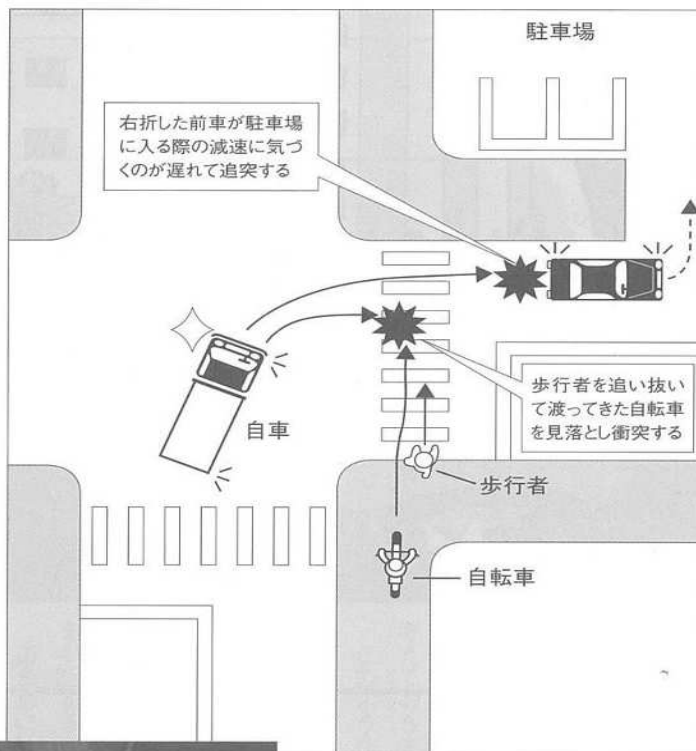 駐車場
右折した前車が駐車場
に入る際の減速に気づ
くのが遅れて追突する
歩行者を追い抜い
て渡ってきた自転車
を見落とし衝突する
自車
歩行者
自転車